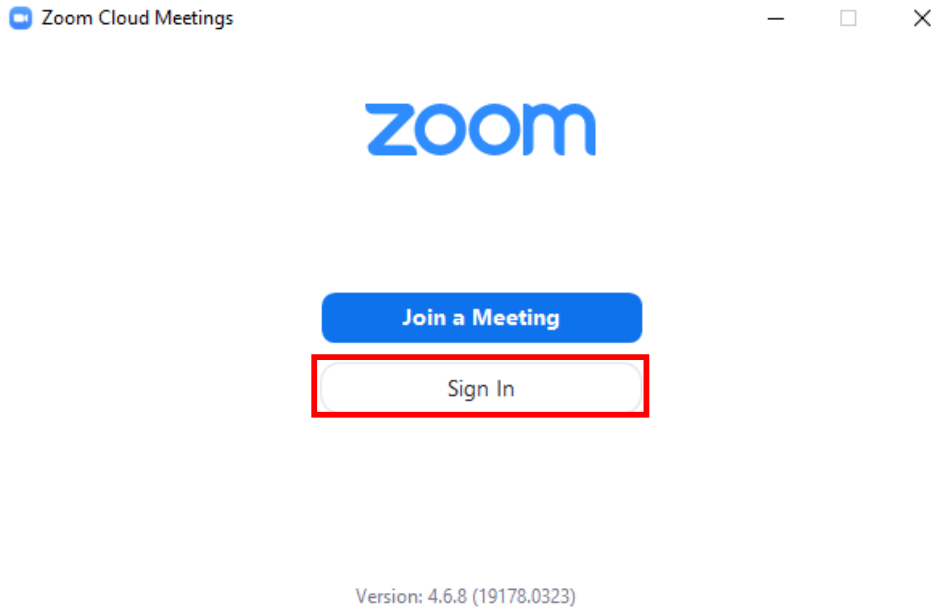 Zoom Cloud Meetings
zoom
Join a Meeting
Sign In
Version: 4.6.8 (19178.0323)